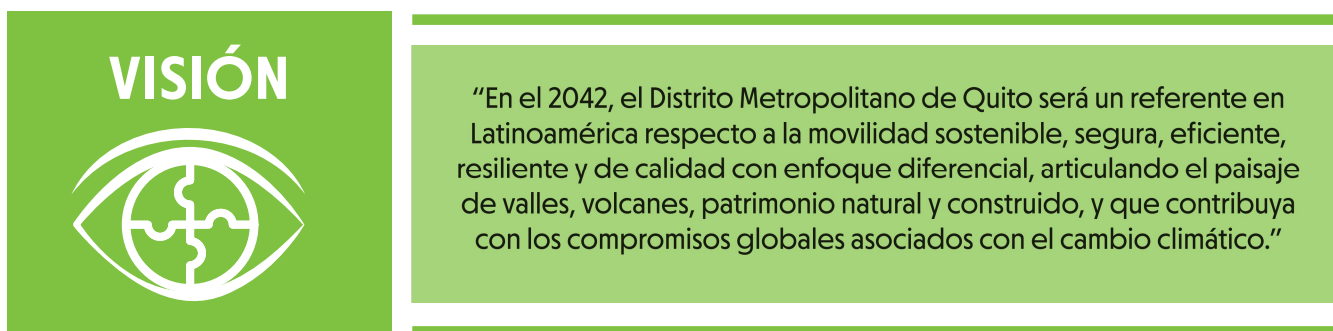 VISIÓN
“En el 2042, el Distrito Metropolitano de Quito será un referente en
Latinoamérica respecto a la movilidad sostenible, segura, eficiente,
resiliente y de calidad con enfoque diferencial, articulando el paisaje
de valles, volcanes, patrimonio natural y construido, y que contribuya
con los compromisos globales asociados con el cambio climático.”